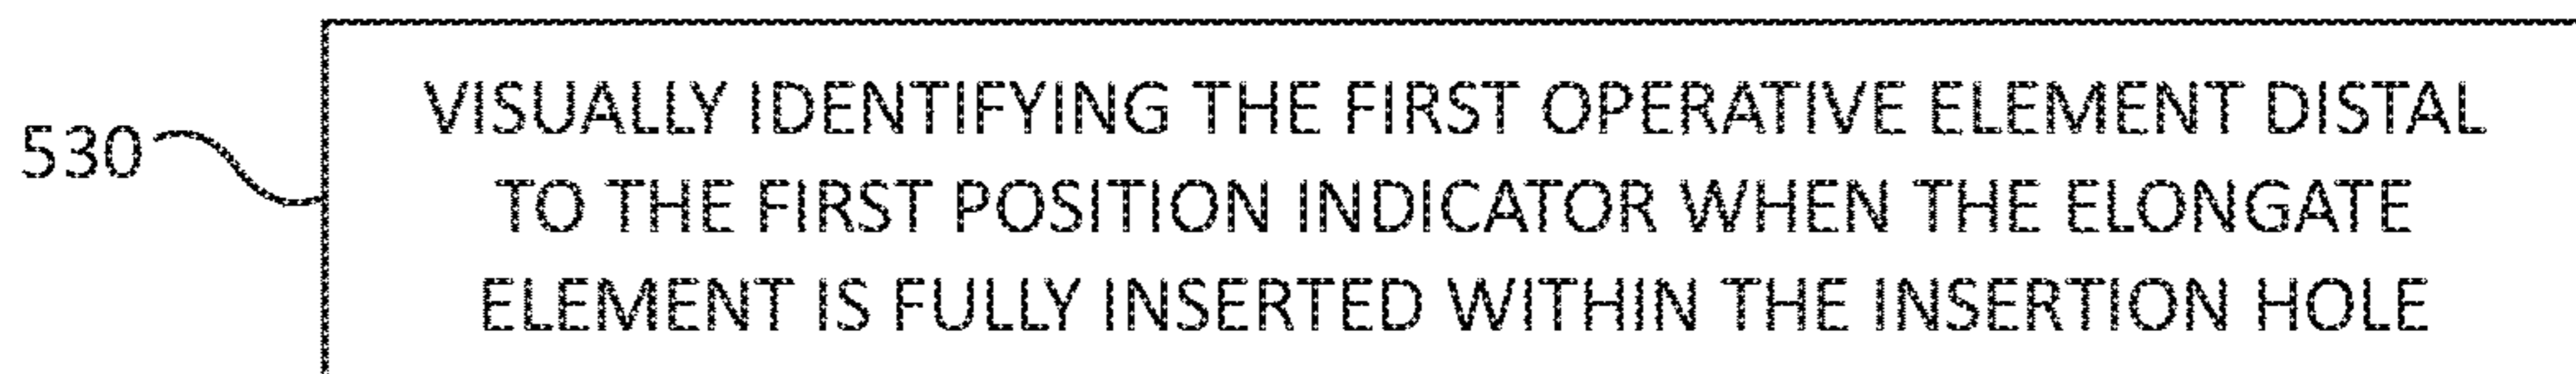 530
VISUALLY IDENTIFYING THE FIRST OPERATIVE ELEMENT DISTAL
TO THE FIRST POSITION INDICATOR WHEN THE ELONGATE
ELEMENT IS FULLY INSERTED WITHIN THE INSERTION HOLE